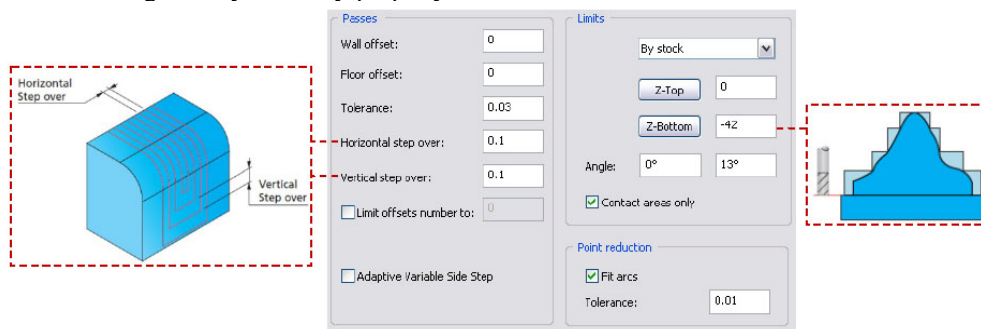 Horizontal
Step over
Vertical
Step over
Passes
Wall offset: 0
Floor offset: 0
Tolerance: 0.03
Horizontal step over: 0.1
Vertical step over: 0.1
Limit offsets number to: 0
Adaptive Variable Side Step
Limits
By stock
Z-Top 0
Z-Bottom -42
Angle: 0° 13°
Contact areas only
Point reduction
Fit arcs
Tolerance: 0.01